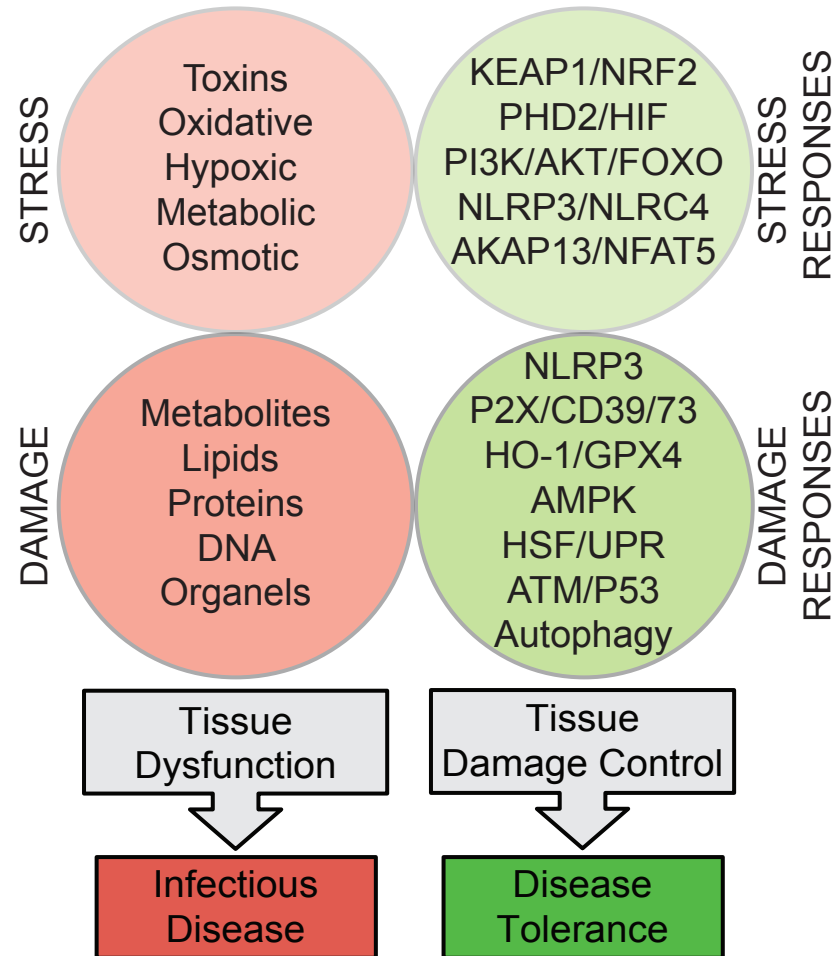 STRESS
Toxins
Oxidative
Hypoxic
Metabolic
Osmotic
KEAP1/NRF2
PHD2/HIF
PI3K/AKT/FOXO
NLRP3/NLRC4
AKAP13/NFAT5
STRESS
RESPONSES
DAMAGE
Metabolites
Lipids
Proteins
DNA
Organels
NLRP3
P2X/CD39/73
HO-1/GPX4
AMPK
HSF/UPR
ATM/P53
Autophagy
DAMAGE
RESPONSES
Tissue
Dysfunction
Tissue
Damage Control
Infectious
Disease
Disease
Tolerance